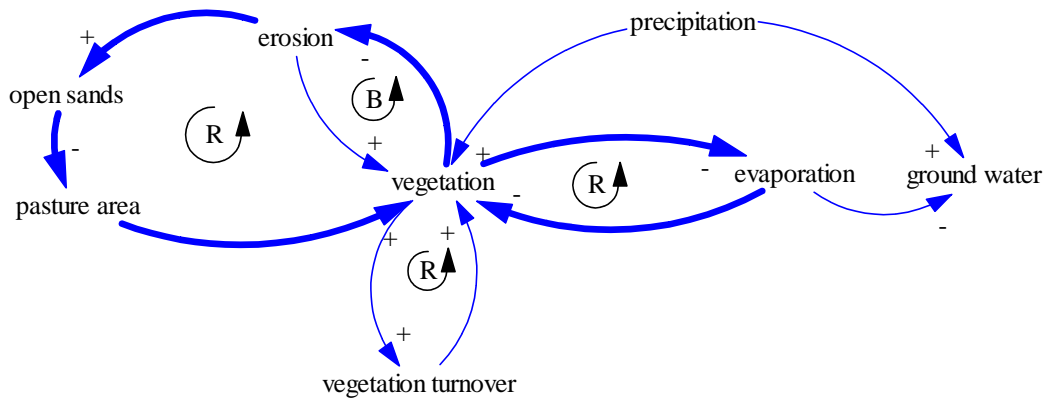 precipitation
erosion
+
-
B
open sands
R
-
+
+
-
R
-
evaporation
+
ground water
vegetation
-
pasture area
+
+
R
+
vegetation turnover